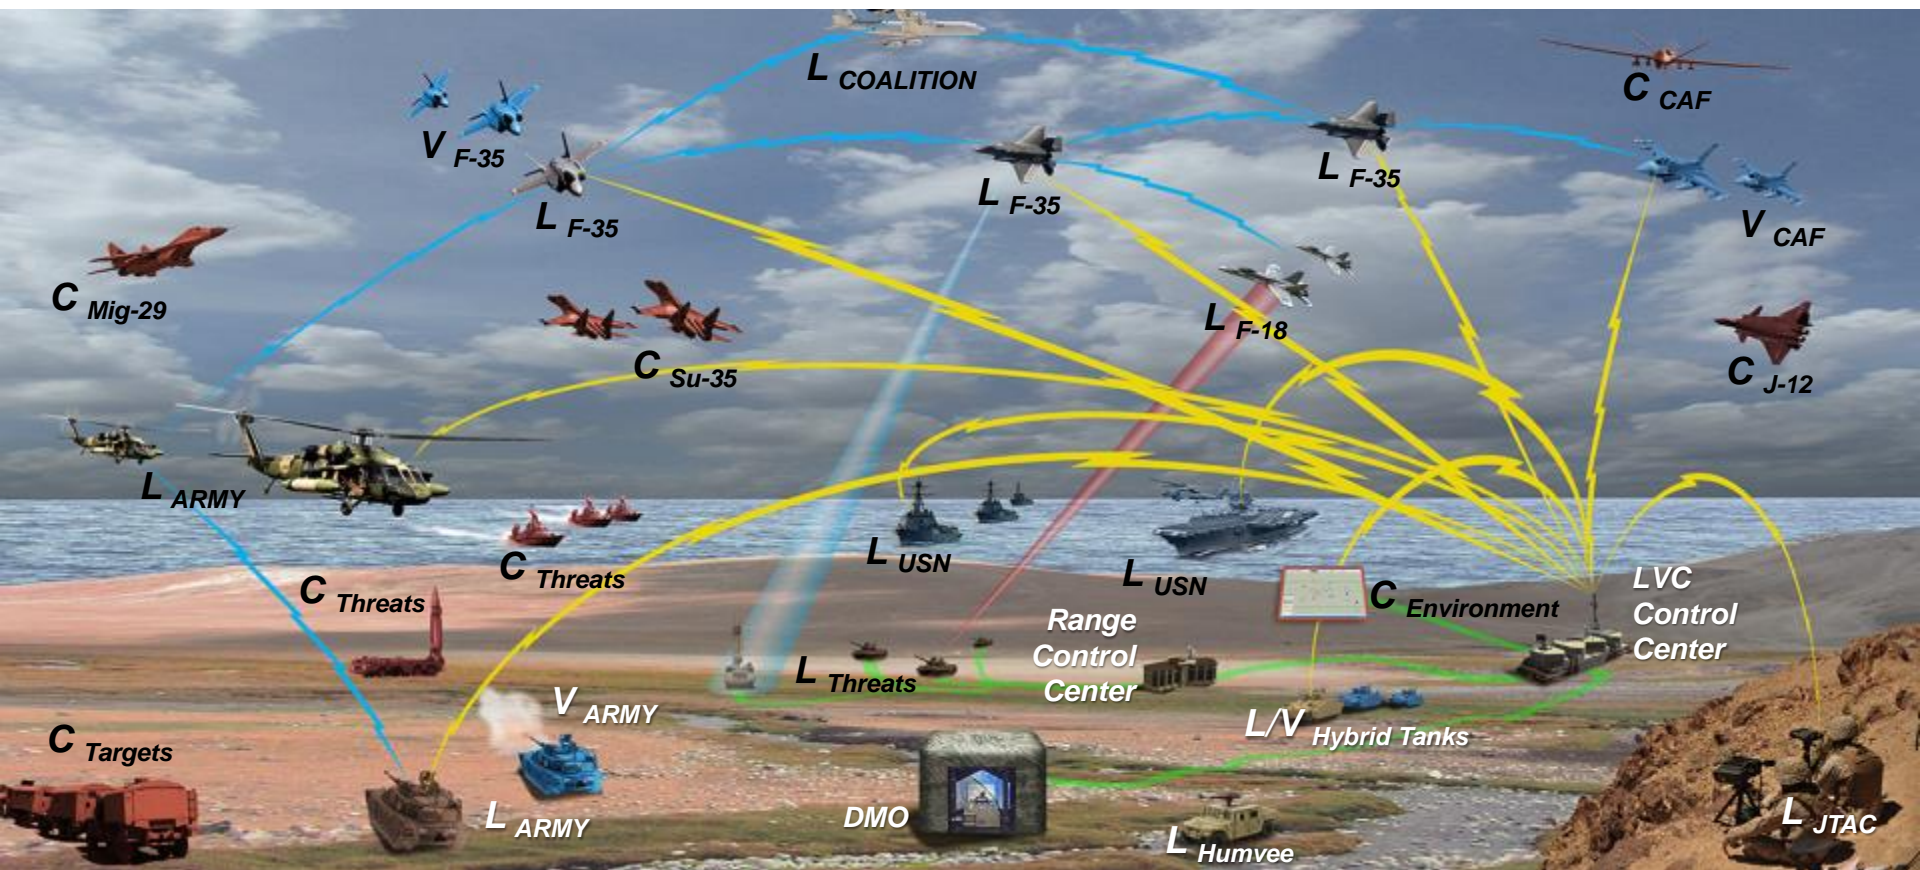 L COALITION
C CAF
V F-35
L F-35
L F-35
L F-35
V CAF
C Mig-29
C Su-35
L F-18
C J-12
L ARMY
C Threats
L USN
L USN
C Threats
C Environment
LVC
Control
Center
Range
Control
Center
L Threats
V ARMY
L/V Hybrid Tanks
C Targets
L ARMY
DMO
L Humvee
L JTAC